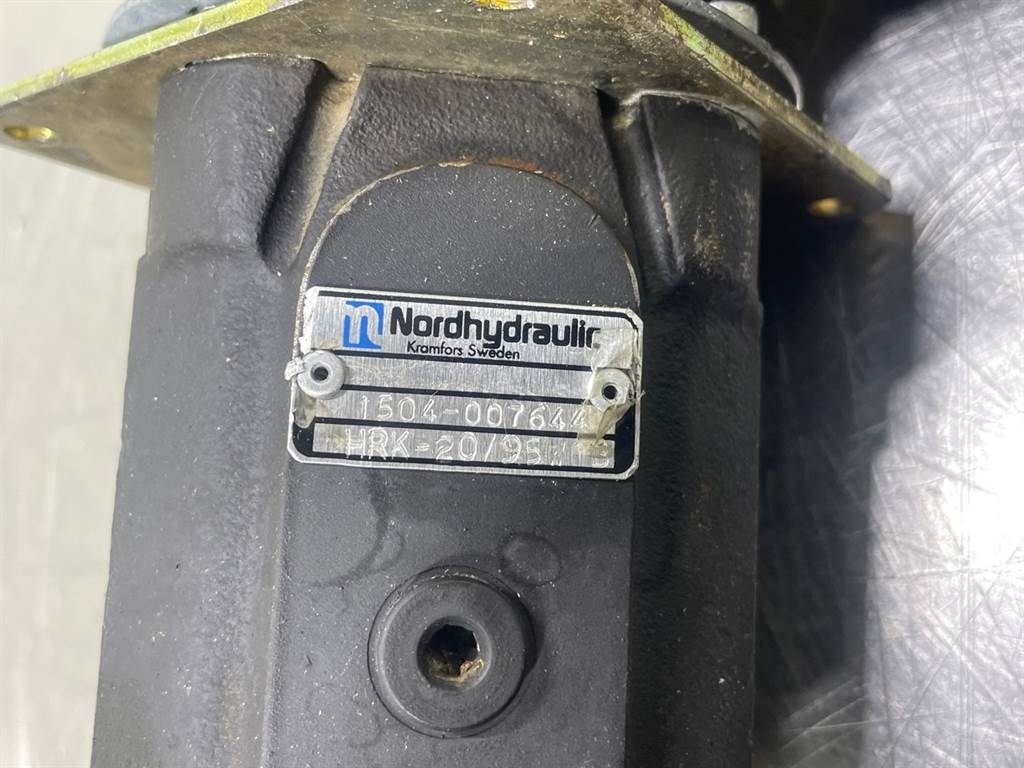 n Nordhydraulic
Kramfors Sweden
1504-007644
HRK-20/95